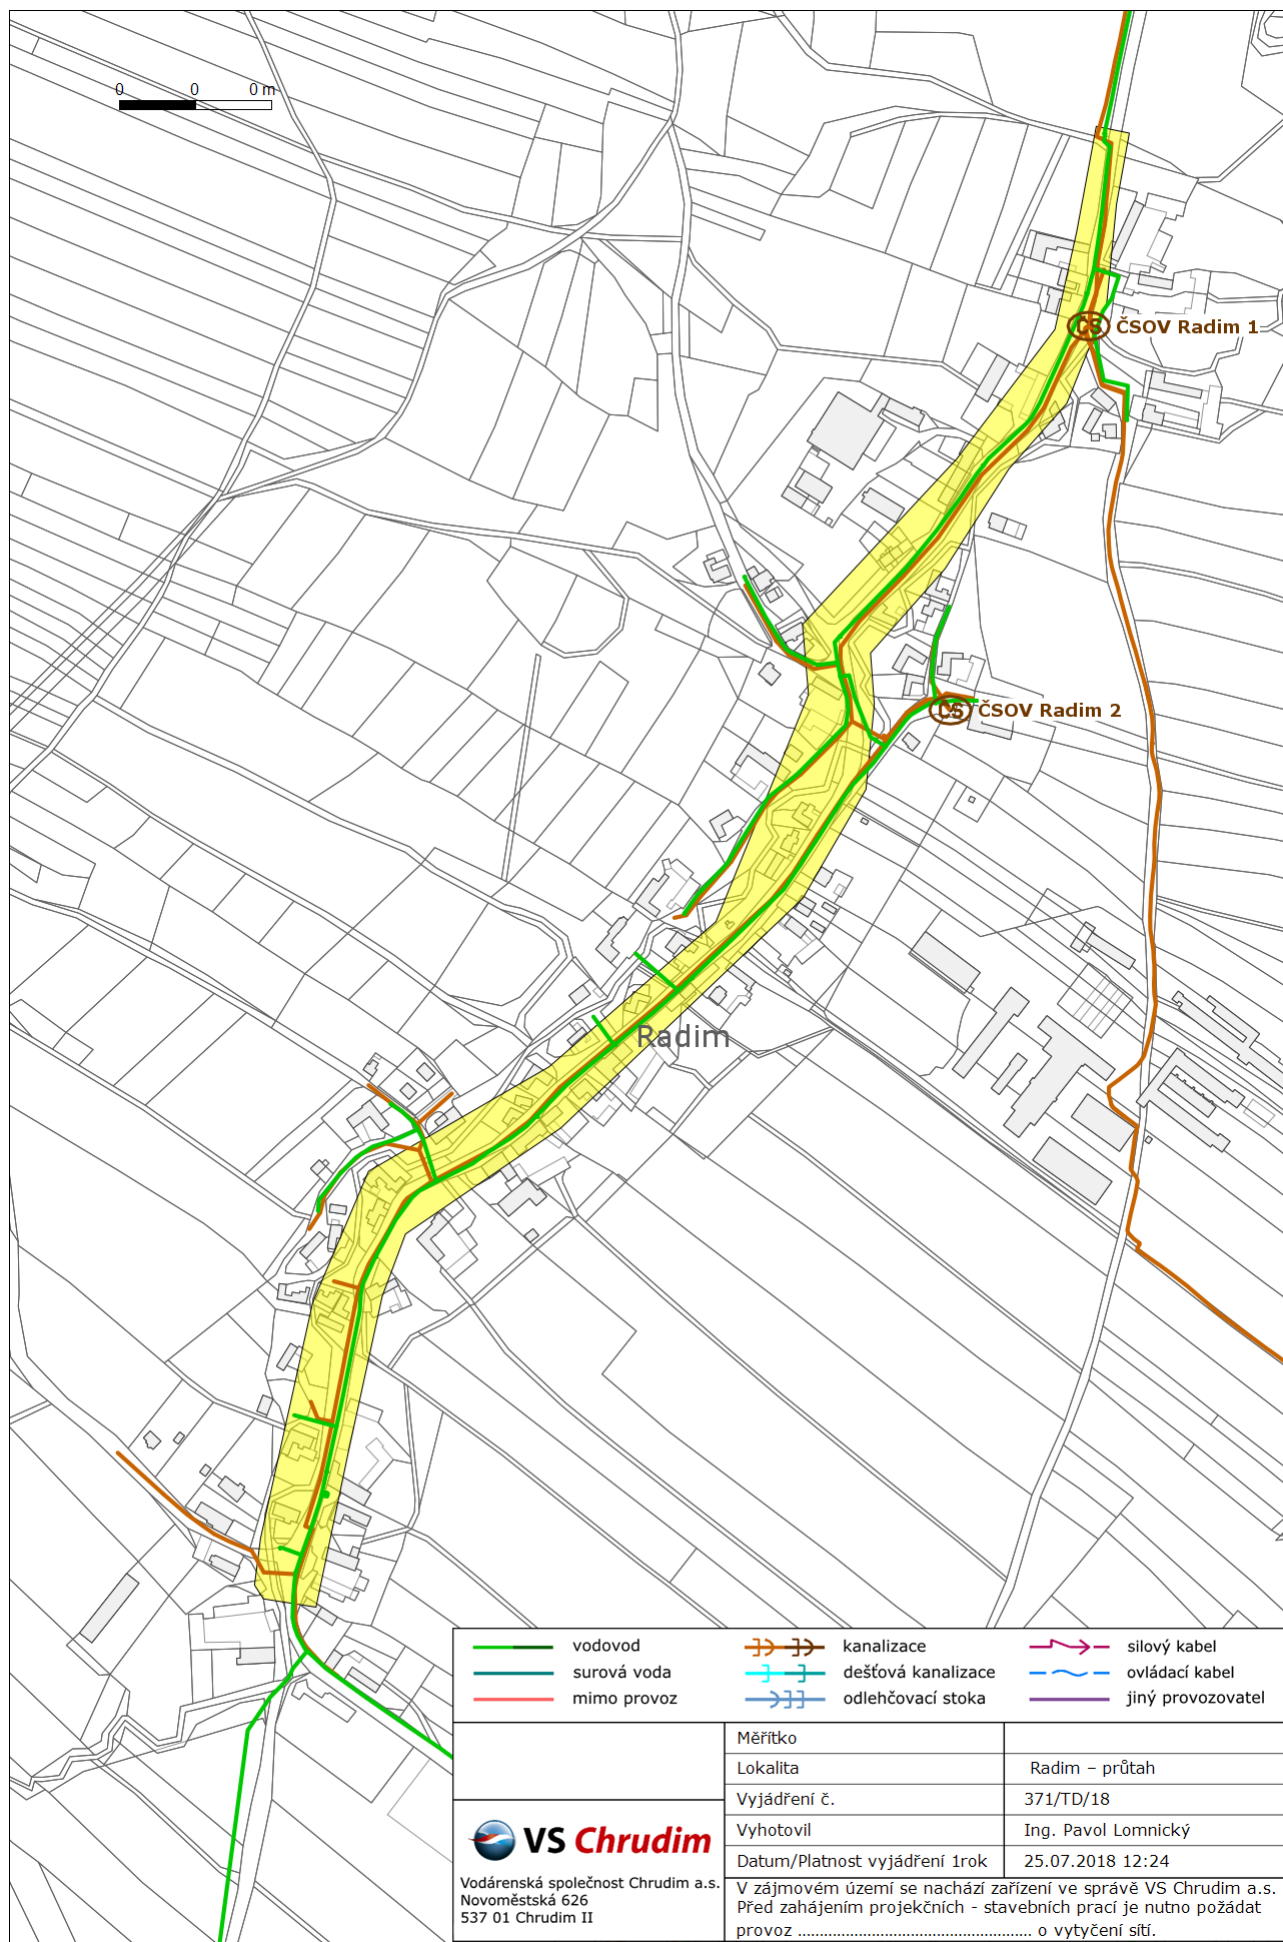 0 0 0 m
ČS ČSOV Radim 1
ČS ČSOV Radim 2
Radim
vodovod
surová voda
mimo provoz
kanalizace
dešťová kanalizace
odlehčovací stoka
silový kabel
ovládací kabel
jiný provozovatel
Měřítko
Lokalita Radim – průtah
Vyjádření č. 371/TD/18
Vyhotovil Ing. Pavol Lomnický
Datum/Platnost vyjádření 1rok 25.07.2018 12:24
VS Chrudim
Vodárenská společnost Chrudim a.s.
Novoměstská 626
537 01 Chrudim II
V zájmovém území se nachází zařízení ve správě VS Chrudim a.s.
Před zahájením projekčních - stavebních prací je nutno požádat
provoz ...................................................... o vytyčení sítí.